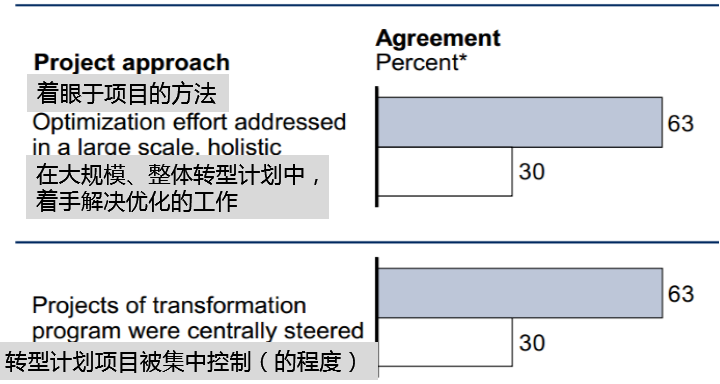 Project approach
Agreement
Percent*
着眼于项目的方法
Optimization effort addressed
in a large scale, holistic
在大规模、整体转型计划中，
着手解决优化的工作
63
30
Projects of transformation
program were centrally steered
转型计划项目被集中控制（的程度）
63
30